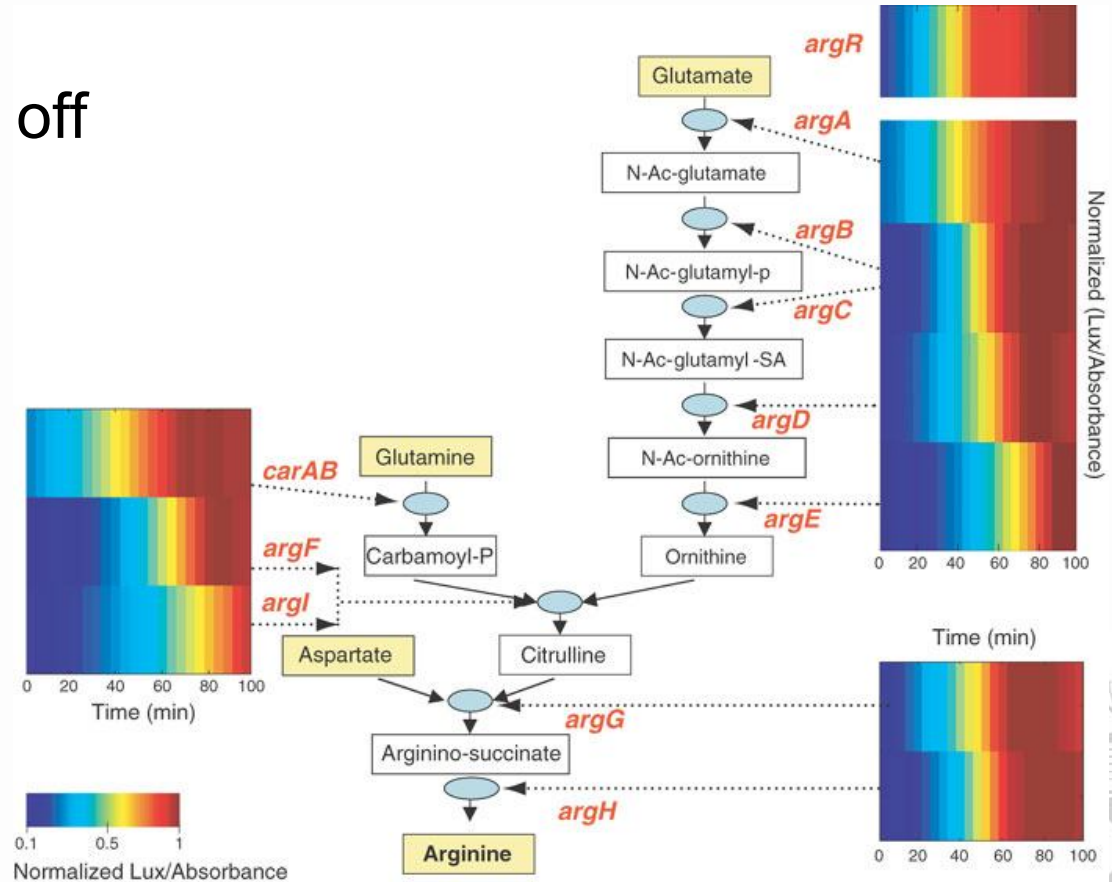 off
argR
Glutamate
argA
N-Ac-glutamate
argB
N-Ac-glutamyl-p
argC
N-Ac-glutamyl -SA
argD
N-Ac-ornithine
argE
Ornithine
0 20 40 60 80 100
Time (min)
Normalized (Lux/Absorbance)
carAB
Glutamine
Carbamoyl-P
argF
argI
0 20 40 60 80 100
Time (min)
Aspartate
Citrulline
argG
Arginino-succinate
argH
Arginine
0 20 40 60 80 100
0.1 0.5 1
Normalized Lux/Absorbance